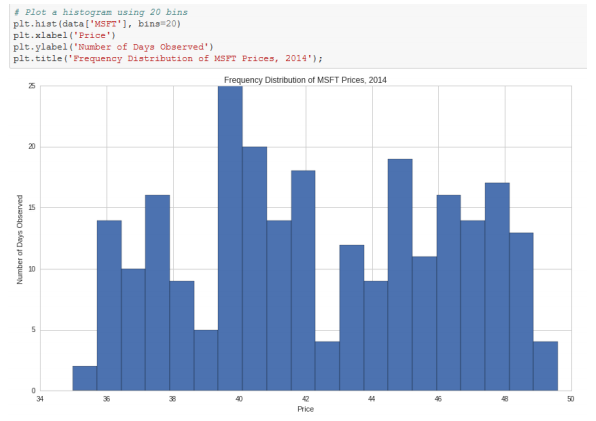 # Plot a histogram using 20 bins
plt.hist(data['MSFT'], bins=20)
plt.xlabel('Price')
plt.ylabel('Number of Days Observed')
plt.title('Frequency Distribution of MSFT Prices, 2014');
Frequency Distribution of MSFT Prices, 2014
Number of Days Observed
25
20
15
10
5
0
34 36 38 40 42 44 46 48 50
Price